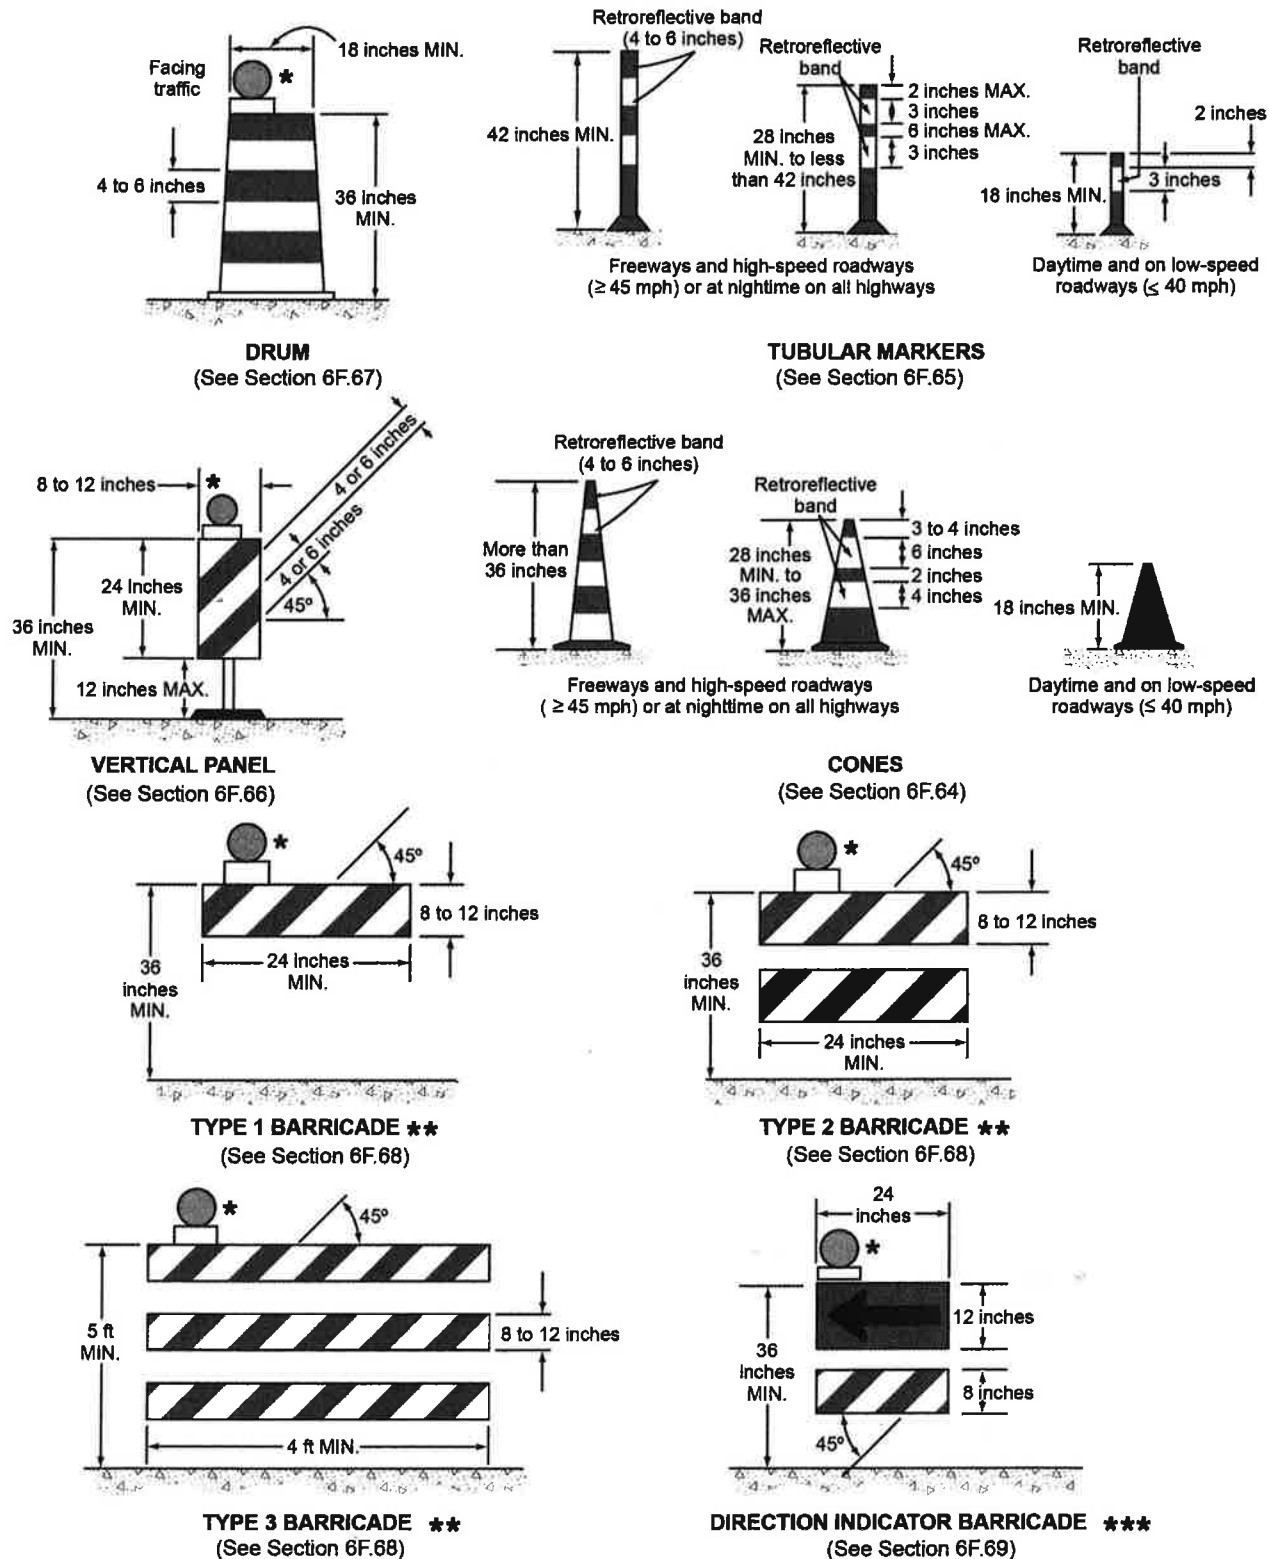 18 inches MIN.
Facing
traffic
*
4 to 6 inches
36 inches
MIN.
DRUM
(See Section 6F.67)
Retroreflective band
(4 to 6 inches)
42 inches MIN.
Retroreflective
band
28 inches
MIN. to less
than 42 inches
2 inches MAX.
3 inches
6 inches MAX.
3 inches
Freeways and high-speed roadways
(≥ 45 mph) or at nightime on all highways
Retroreflective
band
2 inches
3 inches
18 inches MIN.
Daytime and on low-speed
roadways (≤ 40 mph)
TUBULAR MARKERS
(See Section 6F.65)
8 to 12 inches
*
4 or 6 inches
4 or 6 inches
45°
24 Inches
MIN.
36 inches
MIN.
12 inches MAX.
VERTICAL PANEL
(See Section 6F.66)
Retroreflective band
(4 to 6 inches)
More than
36 inches
Retroreflective
band
28 inches
MIN. to
36 inches
MAX.
3 to 4 inches
6 inches
2 inches
4 inches
Freeways and high-speed roadways
( ≥ 45 mph) or at nighttime on all highways
18 inches MIN.
Daytime and on low-speed
roadways (≤ 40 mph)
CONES
(See Section 6F.64)
*
45°
8 to 12 inches
24 inches
MIN.
36
inches
MIN.
TYPE 1 BARRICADE **
(See Section 6F.68)
*
45°
8 to 12 inches
36
inches
MIN.
24 inches
MIN.
TYPE 2 BARRICADE **
(See Section 6F.68)
*
45°
5 ft
MIN.
8 to 12 inches
4 ft MIN.
TYPE 3 BARRICADE **
(See Section 6F.68)
24
inches
*
12 inches
36
Inches
MIN.
8 inches
45°
DIRECTION INDICATOR BARRICADE ***
(See Section 6F.69)